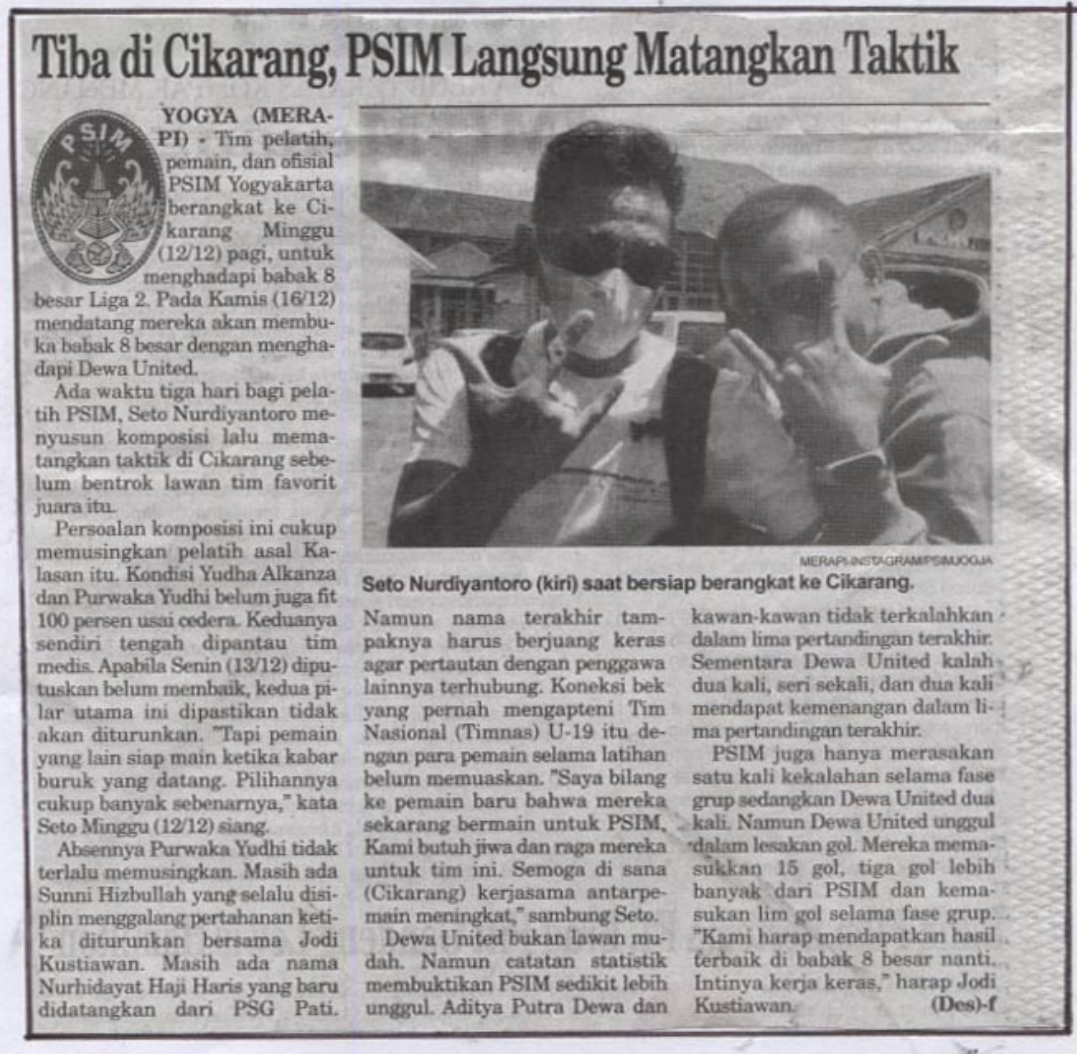 Tiba di Cikarang, PSIM Langsung Matangkan Taktik
PSIM
YOGYA (MERA-
PI) - Tim pelatih,
pemain, dan ofisial
PSIM Yogyakarta
berangkat ke Ci-
karang Minggu
(12/12) pagi, untuk
menghadapi babak 8
besar Liga 2. Pada Kamis (16/12)
mendatang mereka akan membu-
ka babak 8 besar dengan mengha-
dapi Dewa United.
Ada waktu tiga hari bagi pela-
tih PSIM, Seto Nurdiyantoro me-
nyusun komposisi lalu mema-
tangkan taktik di Cikarang sebe-
lum bentrok lawan tim favorit
juara itu.
Persoalan komposisi ini cukup
memusingkan pelatih asal Ka-
lasan itu. Kondisi Yudha Alkanza
dan Purwaka Yudhi belum juga fit
100 persen usai cedera. Keduanya
sendiri tengah dipantau tim
medis. Apabila Senin (13/12) dipu-
tuskan belum membaik, kedua pi-
lar utama ini dipastikan tidak
akan diturunkan. "Tapi pemain
yang lain siap main ketika kabar
buruk yang datang. Pilihannya
cukup banyak sebenarnya," kata
Seto Minggu (12/12) siang.
Absennya Purwaka Yudhi tidak
terlalu memusingkan. Masih ada
Sunni Hizbullah yang selalu disi-
plin menggalang pertahanan keti-
ka diturunkan bersama Jodi
Kustiawan. Masih ada nama
Nurhidayat Haji Haris yang baru
didatangkan dari PSG Pati.
MERAPI-INSTAGRAM/PSIMJOGJA
Seto Nurdiyantoro (kiri) saat bersiap berangkat ke Cikarang.
Namun nama terakhir tam-
paknya harus berjuang keras
agar pertautan dengan penggawa
lainnya terhubung. Koneksi bek
yang pernah mengapteni Tim
Nasional (Timnas) U-19 itu de-
ngan para pemain selama latihan
belum memuaskan. "Saya bilang
ke pemain baru bahwa mereka
sekarang bermain untuk PSIM,
Kami butuh jiwa dan raga mereka
untuk tim ini. Semoga di sana
(Cikarang) kerjasama antarpe-
main meningkat," sambung Seto.
Dewa United bukan lawan mu-
dah. Namun catatan statistik
membuktikan PSIM sedikit lebih
unggul. Aditya Putra Dewa dan
kawan-kawan tidak terkalahkan
dalam lima pertandingan terakhir.
Sementara Dewa United kalah
dua kali, seri sekali, dan dua kali
mendapat kemenangan dalam li-
ma pertandingan terakhir.
PSIM juga hanya merasakan
satu kali kekalahan selama fase
grup sedangkan Dewa United dua
kali. Namun Dewa United unggul
dalam lesakan gol. Mereka mema-
sukkan 15 gol, tiga gol lebih
banyak dari PSIM dan kema-
sukan lim gol selama fase grup.
"Kami harap mendapatkan hasil
terbaik di babak 8 besar nanti.
Intinya kerja keras," harap Jodi
Kustiawan. (Des)-f